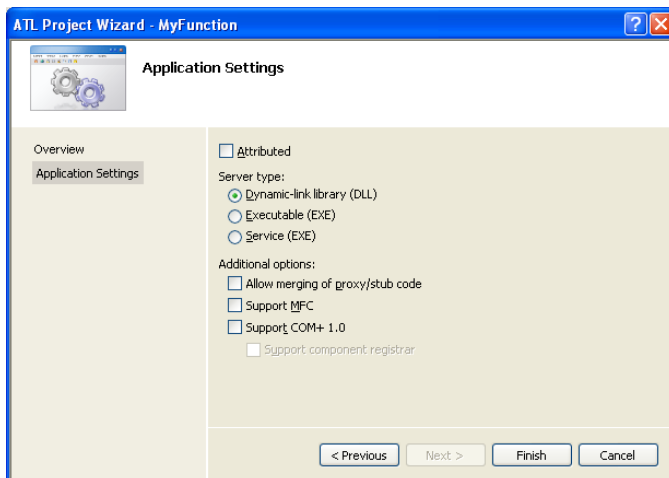 ATL Project Wizard - MyFunction
Application Settings
Overview
Application Settings
Attributed
Server type:
Dynamic-link library (DLL)
Executable (EXE)
Service (EXE)
Additional options:
Allow merging of proxy/stub code
Support MFC
Support COM+ 1.0
Support component registrar
< Previous
Next >
Finish
Cancel